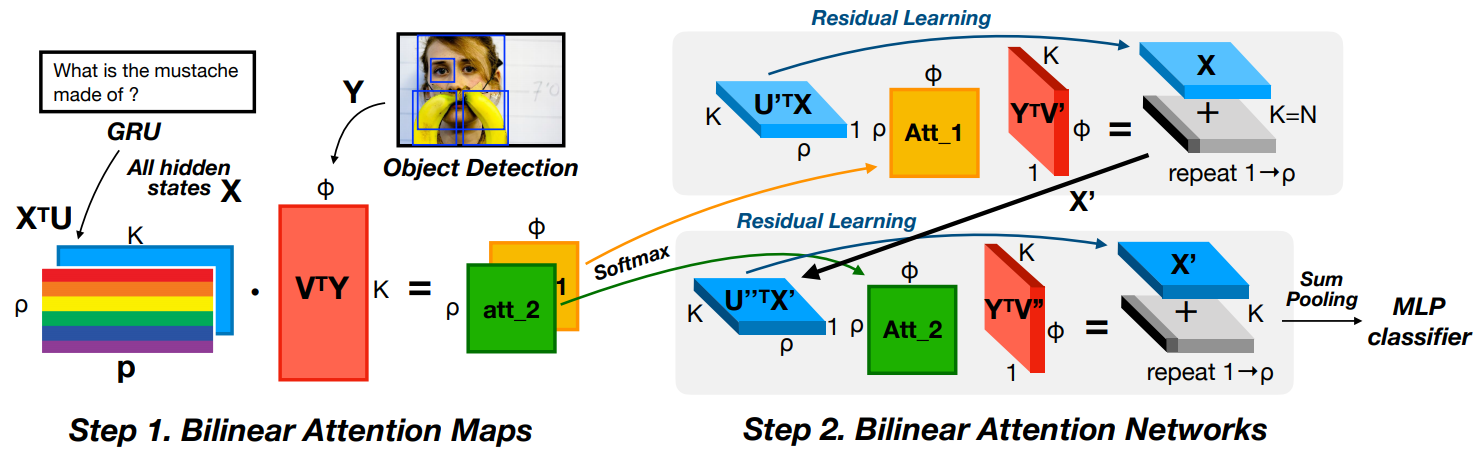 What is the mustache
made of ?
GRU
All hidden
states X
XᵀU
K
ρ
p
·
Y
Object Detection
Φ
VᵀY
K
=
Φ
1
att_2
ρ
Softmax
Step 1. Bilinear Attention Maps
Residual Learning
K
U'ᵀX
1
ρ
Φ
ρ
Att_1
K
YᵀV'
Φ
1
=
X
+
K=N
repeat 1→ρ
X'
Residual Learning
K
U''ᵀX'
1
ρ
Φ
ρ
Att_2
K
YᵀV''
Φ
1
=
X'
+
K
repeat 1→ρ
Sum
Pooling
MLP
classifier
Step 2. Bilinear Attention Networks